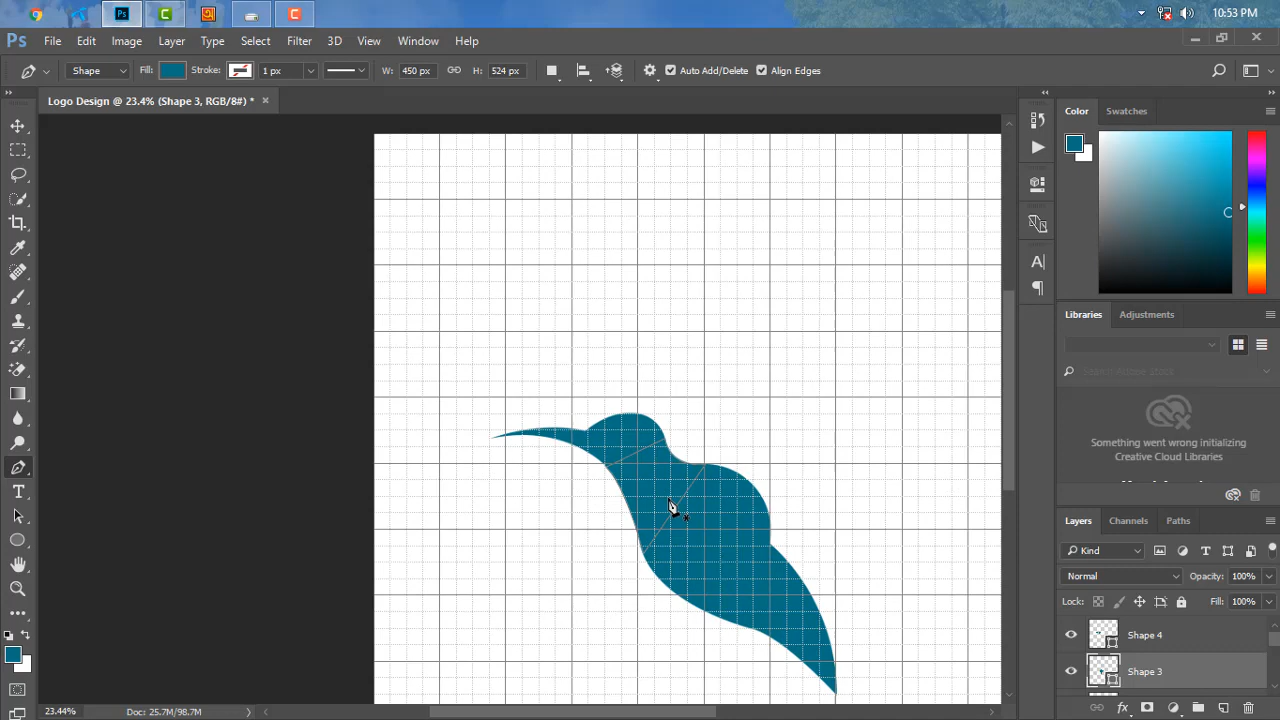 10:53 PM
Ps File Edit Image Layer Type Select Filter 3D View Window Help
Shape Fill: Stroke: 1 px W: 450 px H: 524 px Auto Add/Delete Align Edges
Logo Design @ 23.4% (Shape 3, RGB/8#) * ×
Color Swatches
Libraries Adjustments
Search Adobe Stock
Something went wrong initializing
Creative Cloud Libraries
Layers Channels Paths
Kind
Normal Opacity: 100%
Lock: Fill: 100%
Shape 4
Shape 3
23.44% Doc: 25.7M/98.7M